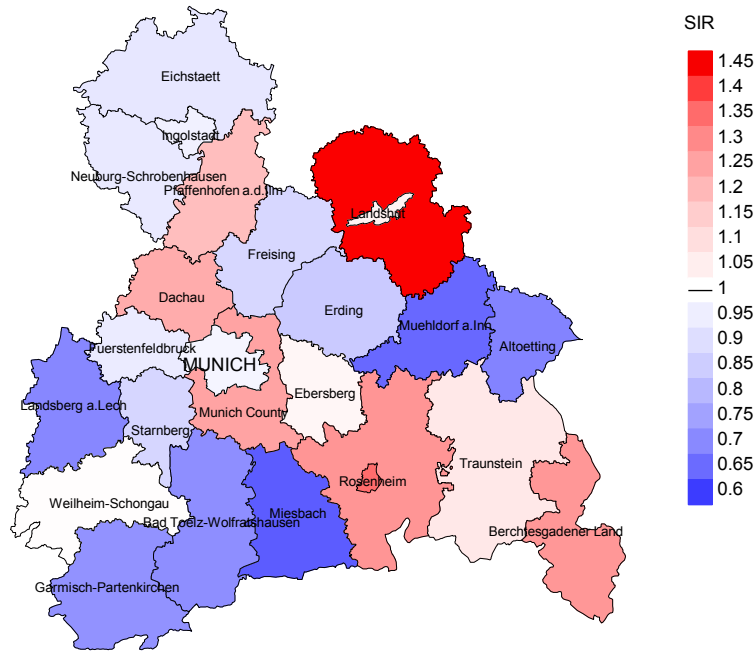 SIR
1.45
1.4
1.3
1.25
1.2
1.15
1.1
1.05
1
0.95
0.9
0.85
0.8
0.75
0.7
0.65
0.6
Eichstaett
Ingolstadt
Neuburg-Schrobenhausen
Pfaffenhofen a.d.Ilm
Landshut
Freising
Dachau
Erding
Muehldorf a.Inn
Altoetting
Fuerstenfeldbruck
MUNICH
Ebersberg
Landsberg a.Lech
Munich County
Starnberg
Traunstein
Rosenheim
Weilheim-Schongau
Miesbach
Bad Toelz-Wolfratshausen
Berchtesgadener Land
Garmisch-Partenkirchen